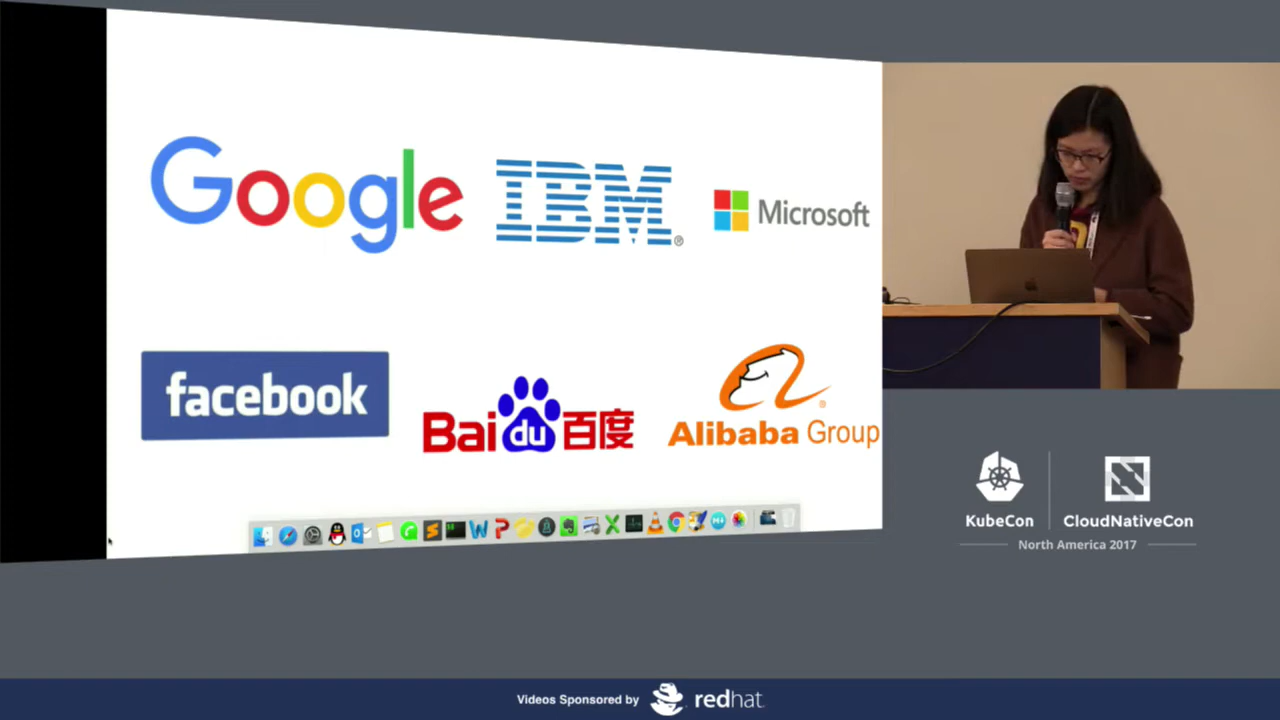 Google
IBM
®
Microsoft
facebook
Baidu百度
®
Alibaba Group
KubeCon
CloudNativeCon
North America 2017
Videos Sponsored by redhat